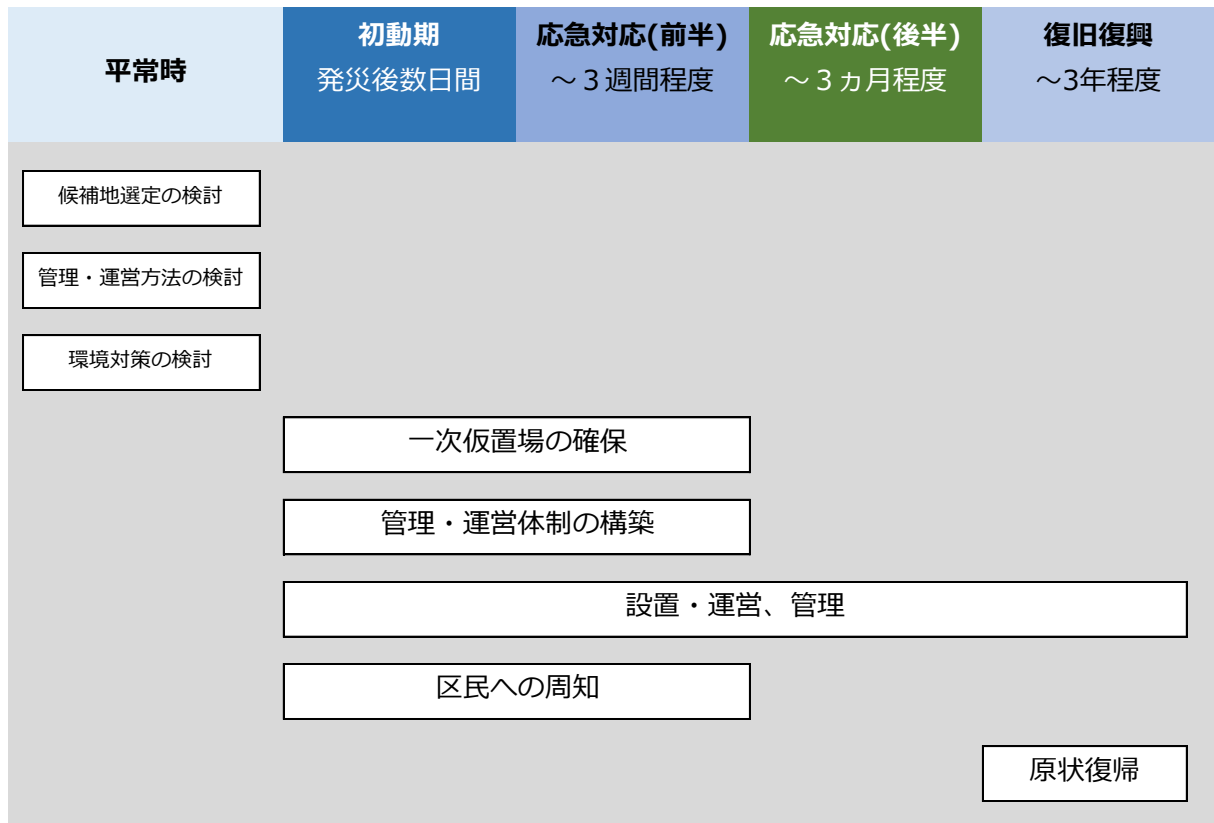 平常時
初動期
発災後数日間
応急対応(前半)
～３週間程度
応急対応(後半)
～３ヵ月程度
復旧復興
～3年程度
候補地選定の検討
管理・運営方法の検討
環境対策の検討
一次仮置場の確保
管理・運営体制の構築
設置・運営、管理
区民への周知
原状復帰